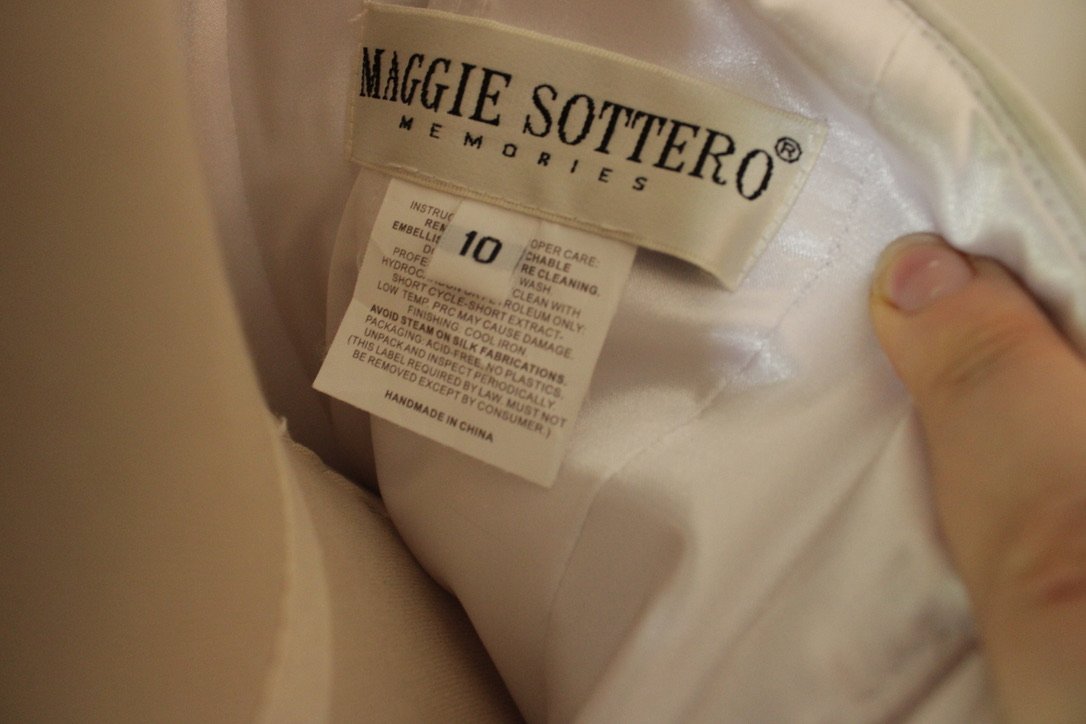 MAGGIE SOTTERO®
MEMORIES
10
INSTRUC OPER CARE:
REM CHABLE
EMBELLIS RE CLEANING.
D WASH.
PROFE CLEAN WITH
HYDROC ROLEUM ONLY:
SHORT CYCLE-SHORT EXTRACT-
LOW TEMP. PRC MAY CAUSE DAMAGE.
FINISHING. COOL IRON.
AVOID STEAM ON SILK FABRICATIONS.
PACKAGING: ACID-FREE, NO PLASTICS.
UNPACK AND INSPECT PERIODICALLY
(THIS LABEL REQUIRED BY LAW. MUST NOT
BE REMOVED EXCEPT BY CONSUMER.)
HANDMADE IN CHINA